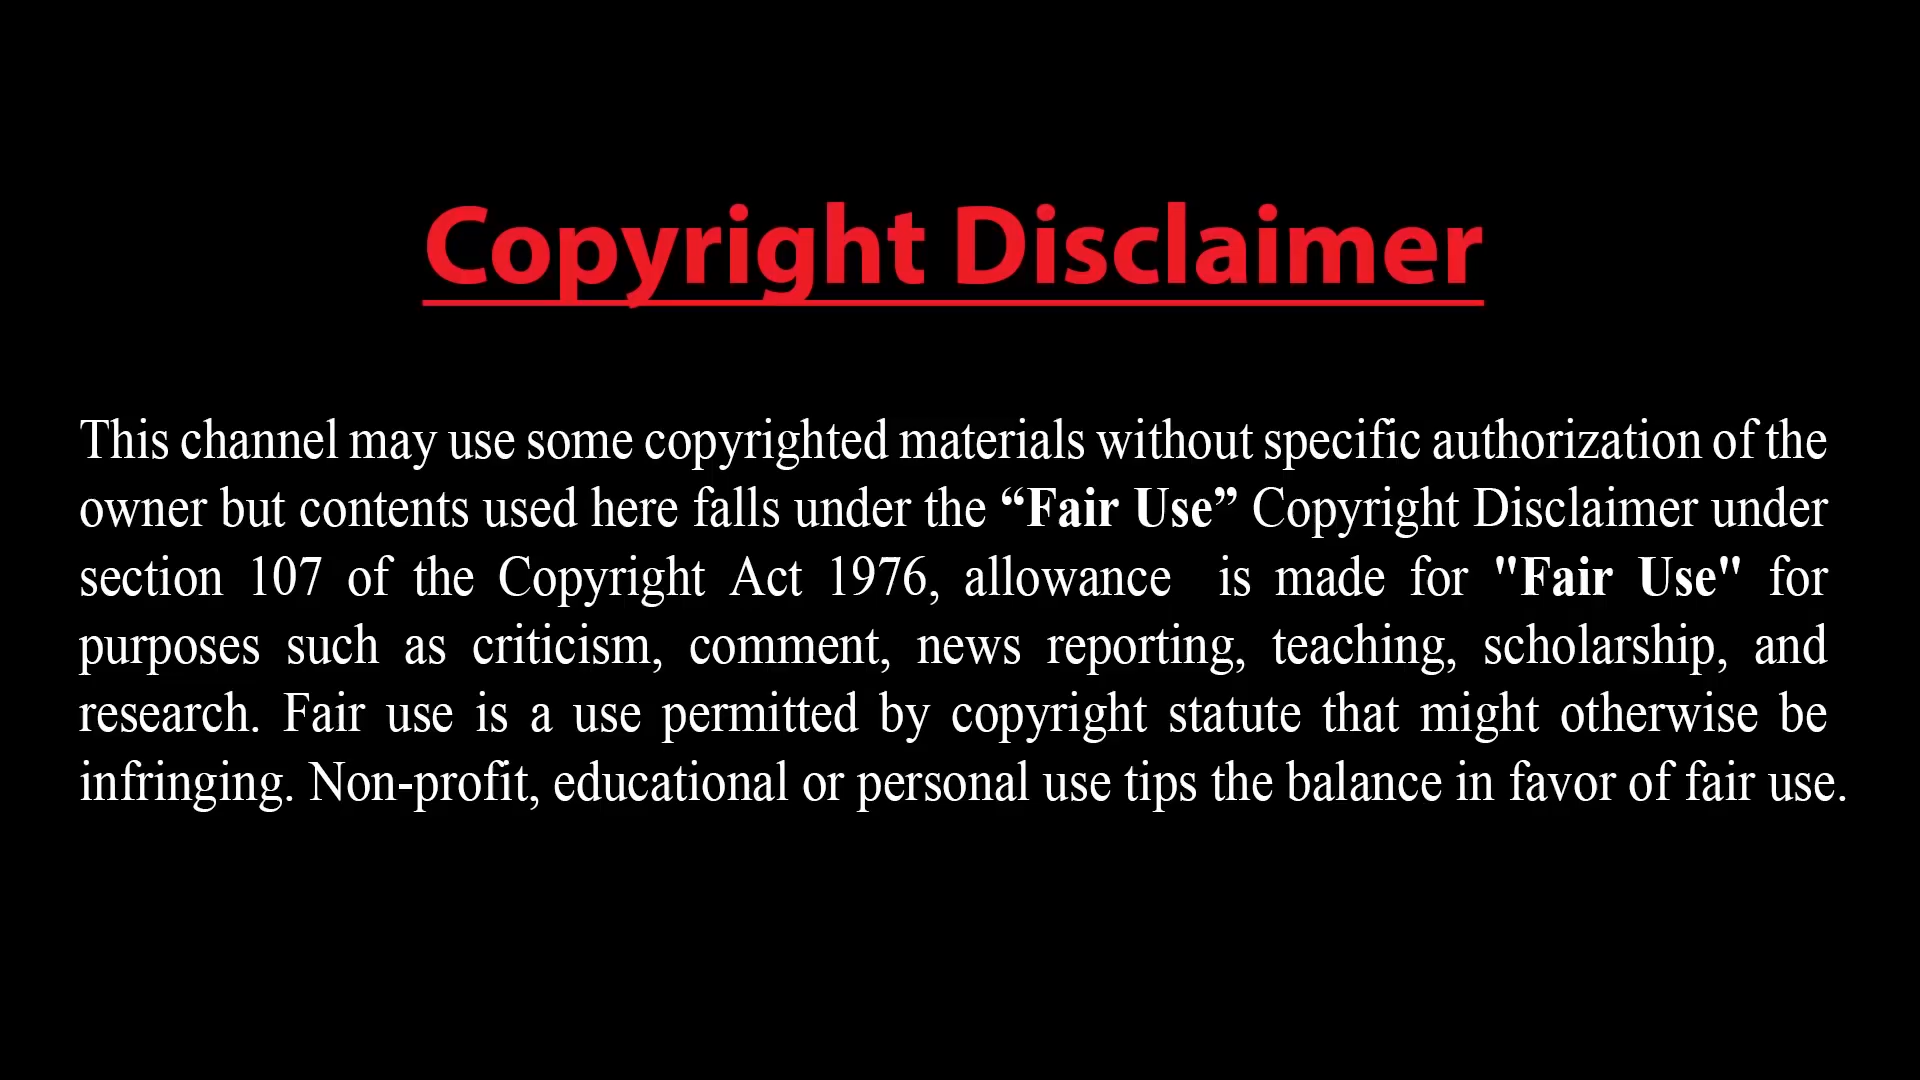 Copyright Disclaimer
This channel may use some copyrighted materials without specific authorization of the
owner but contents used here falls under the “Fair Use” Copyright Disclaimer under
section 107 of the Copyright Act 1976, allowance is made for "Fair Use" for
purposes such as criticism, comment, news reporting, teaching, scholarship, and
research. Fair use is a use permitted by copyright statute that might otherwise be
infringing. Non-profit, educational or personal use tips the balance in favor of fair use.